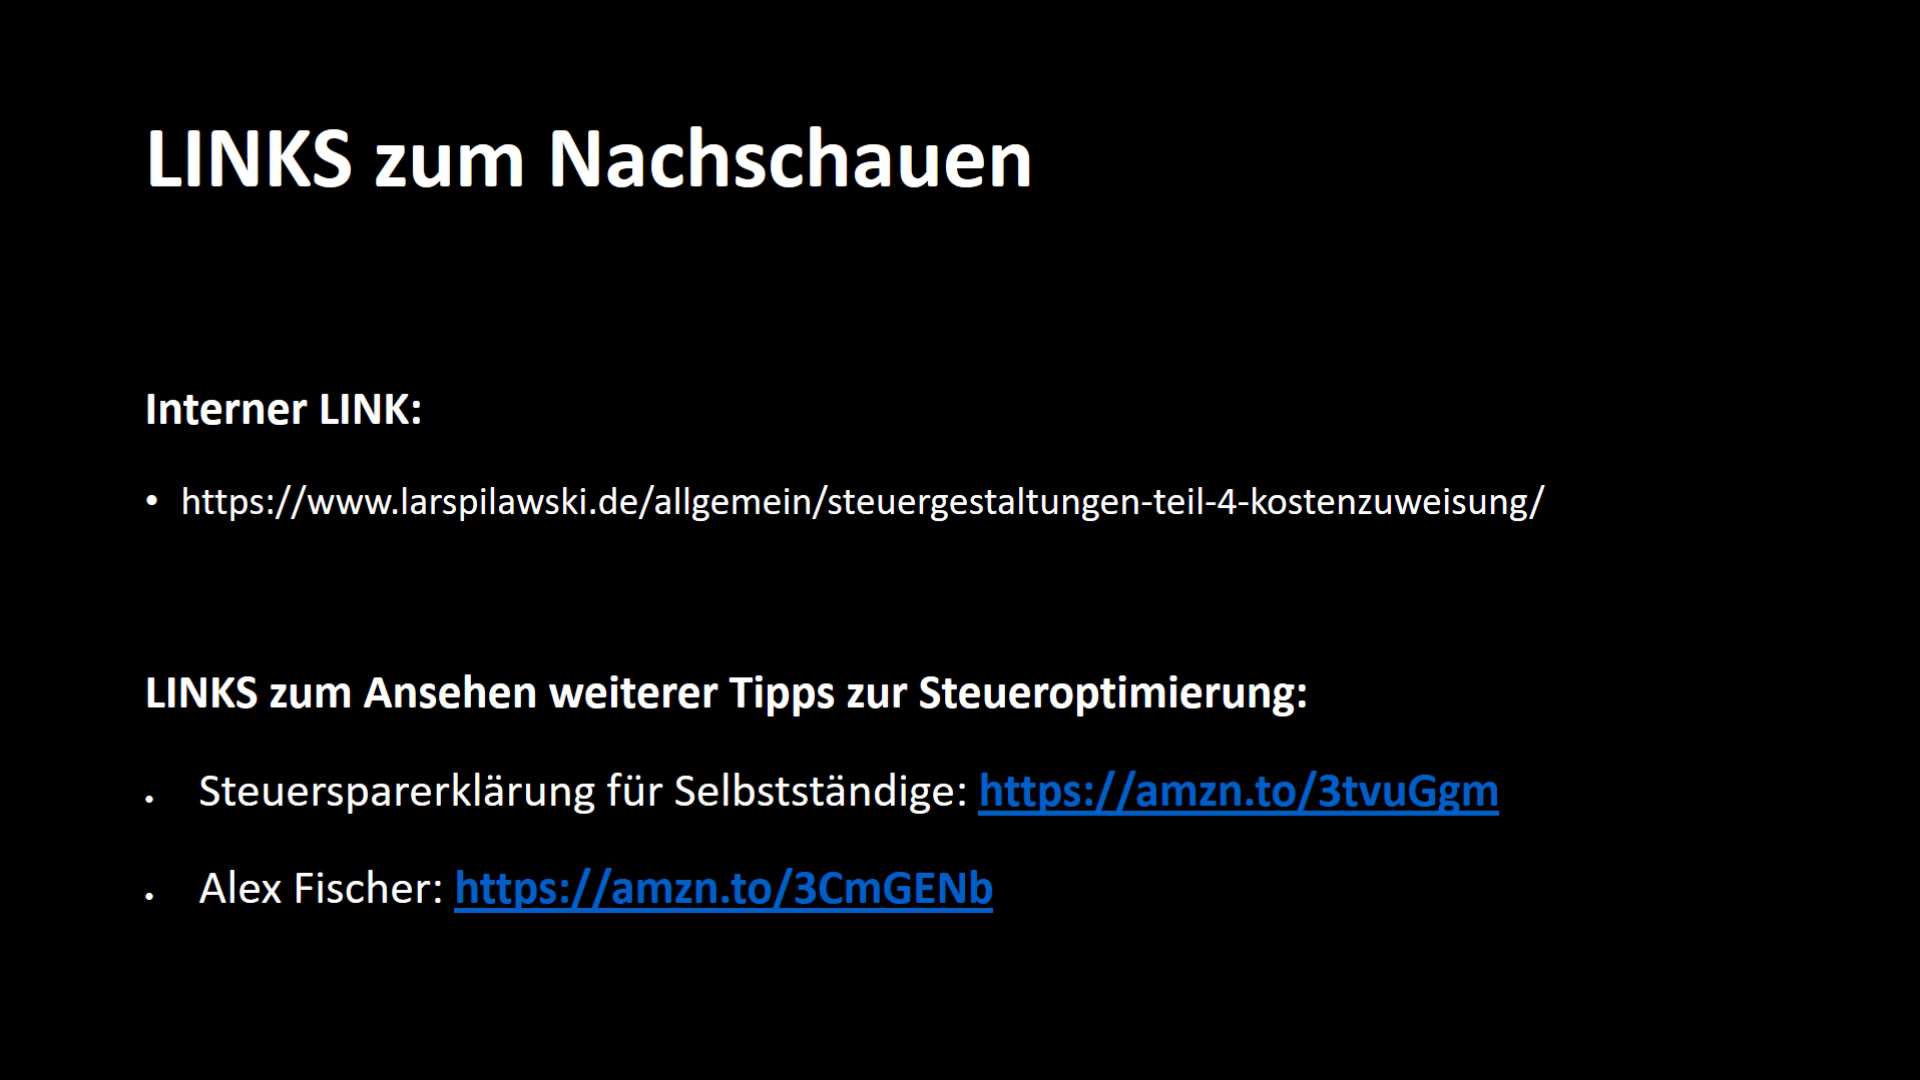 LINKS zum Nachschauen
Interner LINK:
• https://www.larspilawski.de/allgemein/steuergestaltungen-teil-4-kostenzuweisung/
LINKS zum Ansehen weiterer Tipps zur Steueroptimierung:
• Steuersparerklärung für Selbstständige: https://amzn.to/3tvuGgm
• Alex Fischer: https://amzn.to/3CmGENb